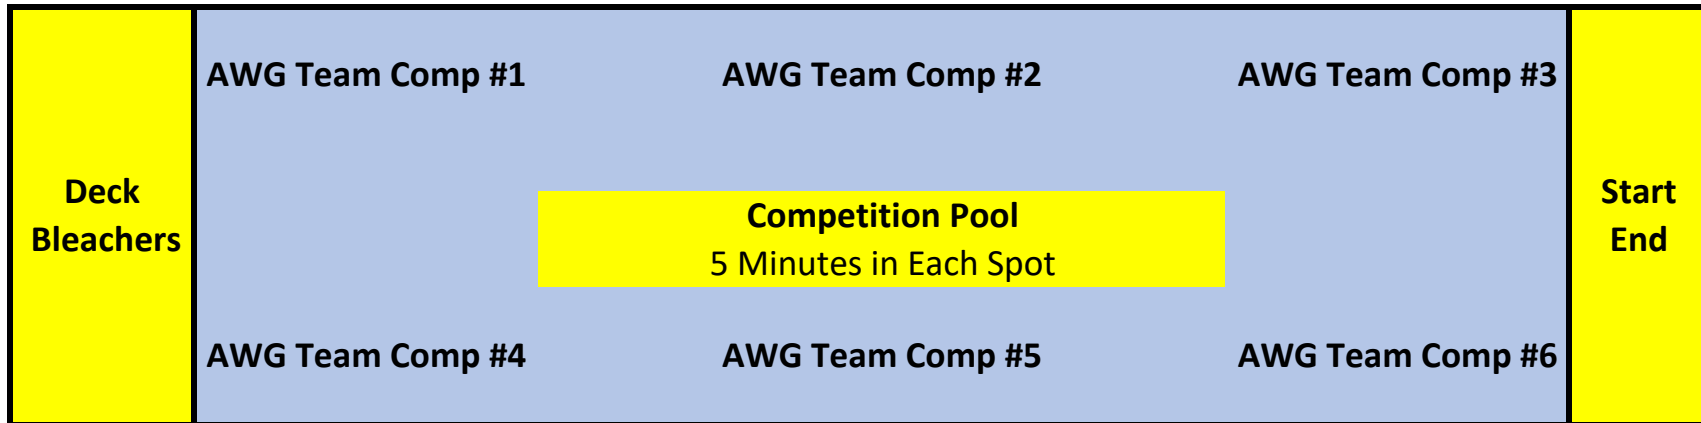 AWG Team Comp #1
AWG Team Comp #2
AWG Team Comp #3
Deck
Bleachers
Competition Pool
5 Minutes in Each Spot
Start
End
AWG Team Comp #4
AWG Team Comp #5
AWG Team Comp #6